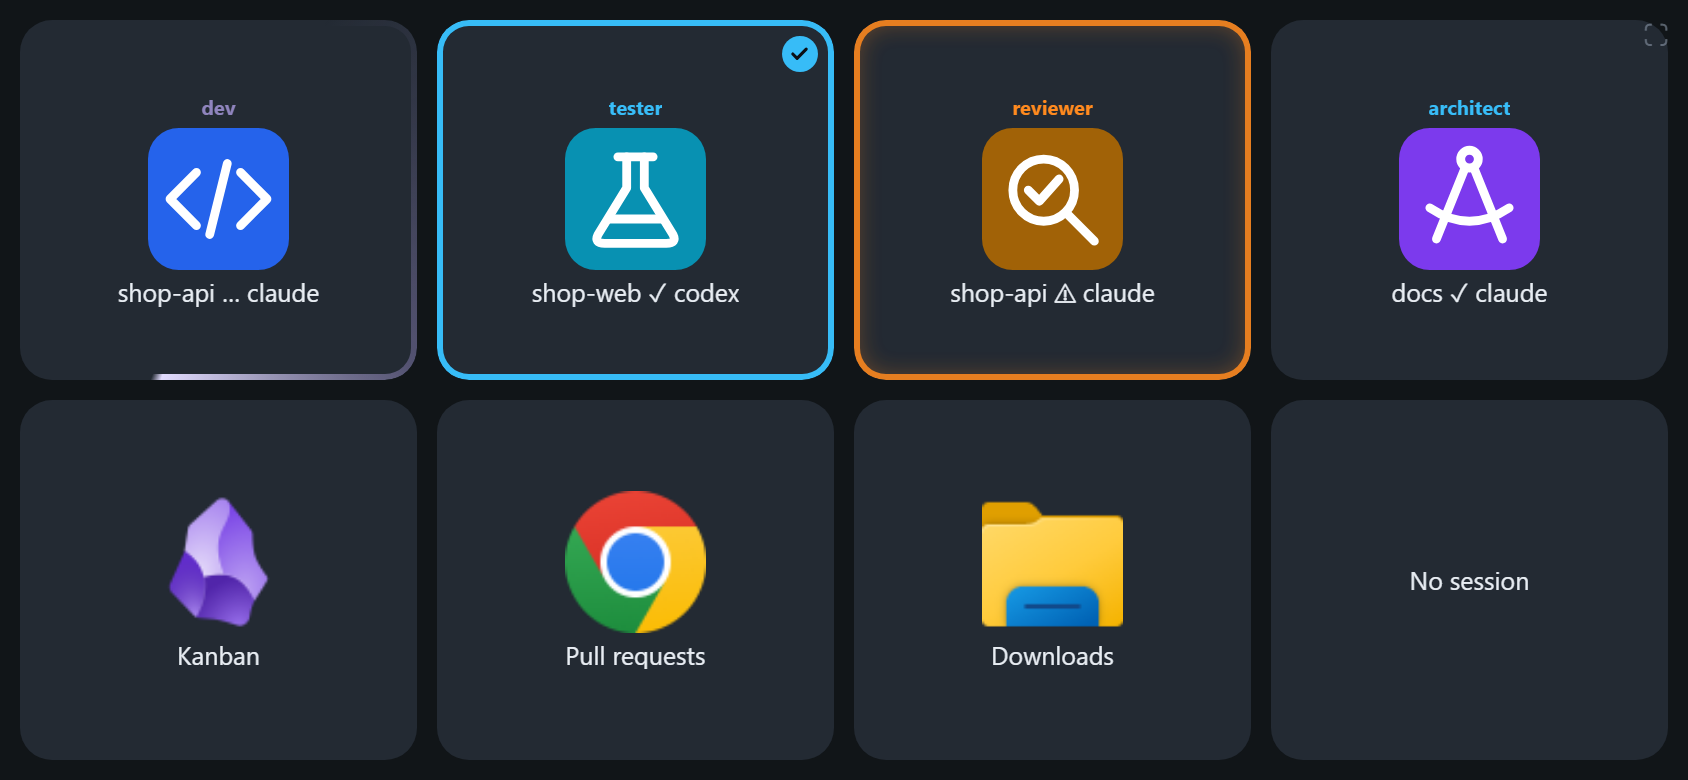 dev
tester
reviewer
architect
shop-api ... claude
shop-web ✓ codex
shop-api ⚠ claude
docs ✓ claude
Kanban
Pull requests
Downloads
No session